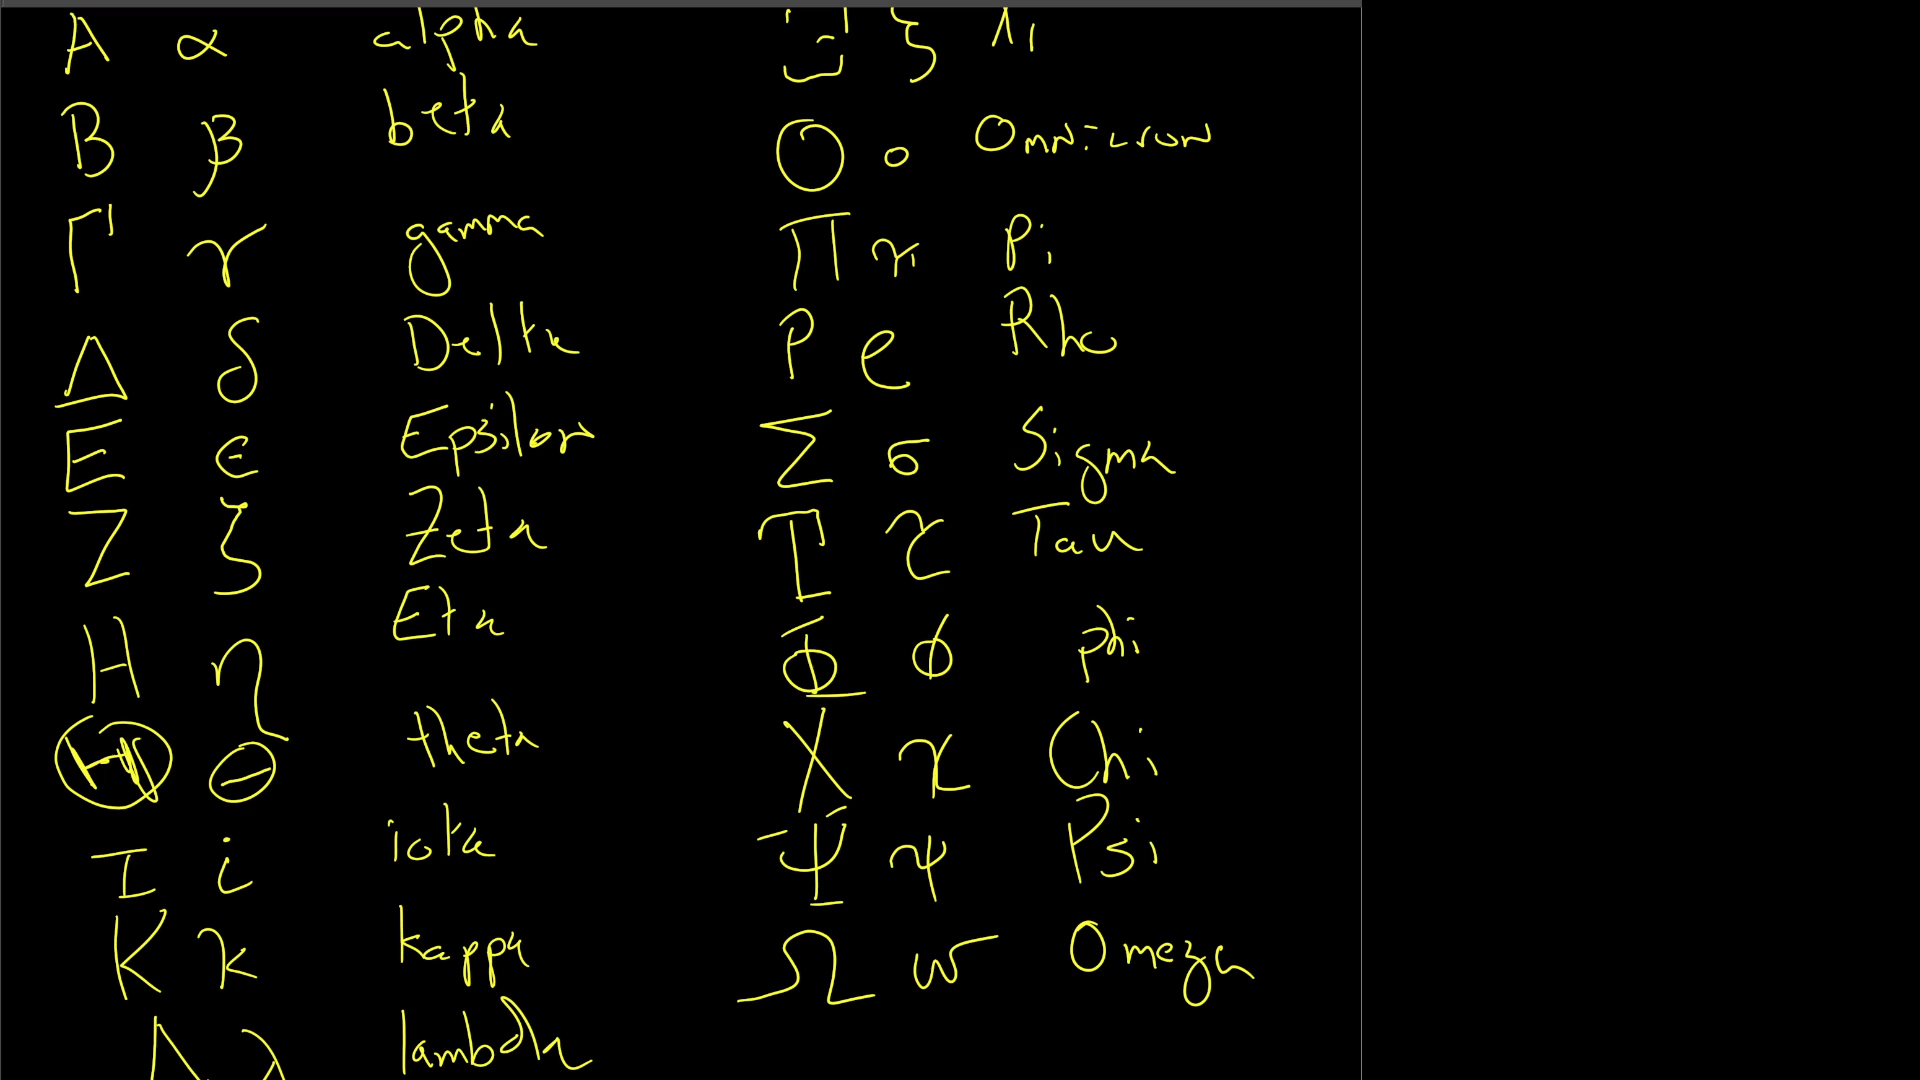 Α α alpha
Β β beta
Γ γ gamma
Δ δ Delta
Ε ϵ Epsilon
Ζ ζ Zeta
Η η Eta
Θ θ theta
Ι i iota
Κ κ kappa
Λ λ lambda
Ξ ξ Xi
Ο ο Omnicron
Π π Pi
Ρ ρ Rho
Σ σ Sigma
Τ τ Tau
Φ ϕ phi
Χ χ Chi
Ψ ψ Psi
Ω ω Omega